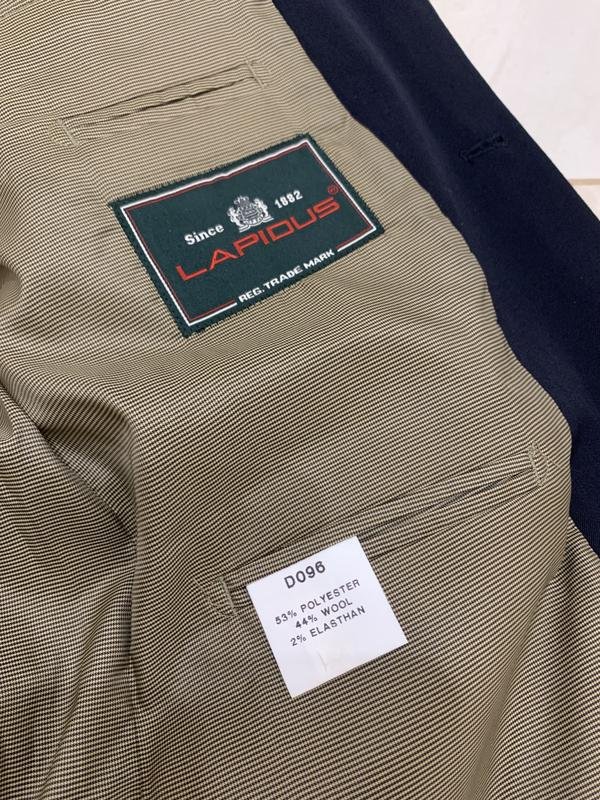 Since 1882
LAPIDUS®
REG. TRADE MARK
D096
53% POLYESTER
44% WOOL
2% ELASTHAN